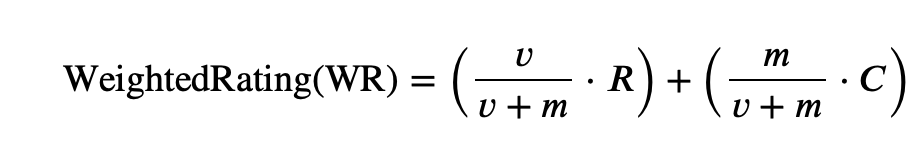 WeightedRating(WR) = (v / (v + m) · R) + (m / (v + m) · C)